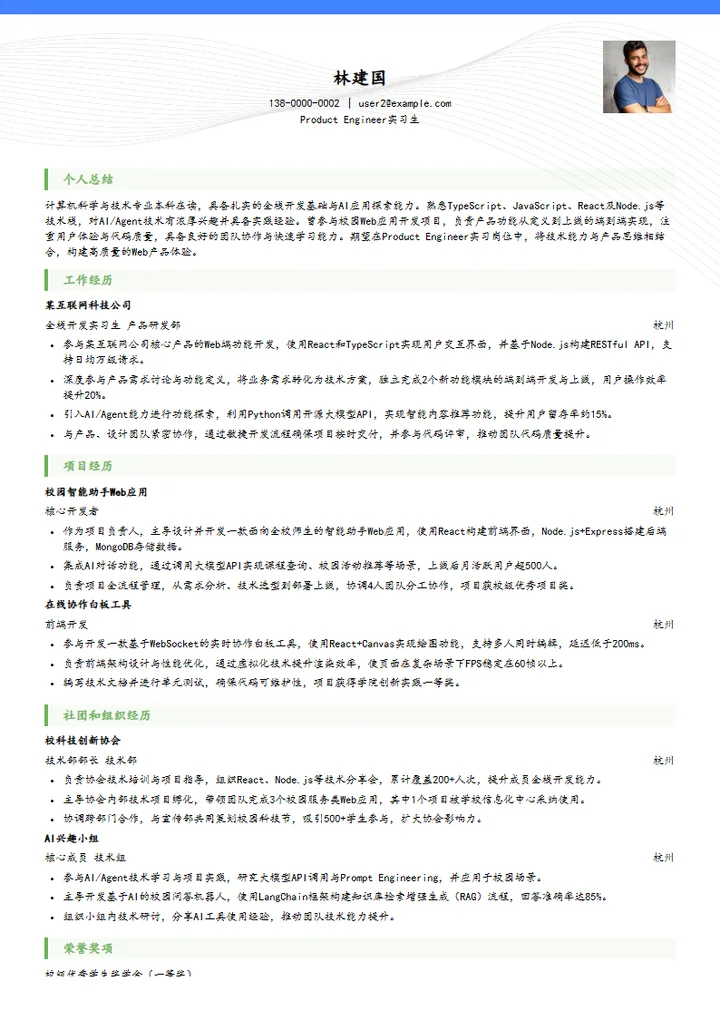 林建国
138-0000-0002 | user2@example.com
Product Engineer实习生
个人总结
计算机科学与技术专业本科在读，具备扎实的全栈开发基础与AI应用探索能力。熟悉TypeScript、JavaScript、React及Node.js等
技术栈，对AI/Agent技术有浓厚兴趣并具备实践经验。曾参与校园Web应用开发项目，负责产品功能从定义到上线的端到端实现，注
重用户体验与代码质量，具备良好的团队协作与快速学习能力。期望在Product Engineer实习岗位中，将技术能力与产品思维相结
合，构建高质量的Web产品体验。
工作经历
某互联网科技公司
全栈开发实习生 产品研发部 杭州
• 参与某互联网公司核心产品的Web端功能开发，使用React和TypeScript实现用户交互界面，并基于Node.js构建RESTful API，支
持日均万级请求。
• 深度参与产品需求讨论与功能定义，将业务需求转化为技术方案，独立完成2个新功能模块的端到端开发与上线，用户操作效率
提升20%。
• 引入AI/Agent能力进行功能探索，利用Python调用开源大模型API，实现智能内容推荐功能，提升用户留存率约15%。
• 与产品、设计团队紧密协作，通过敏捷开发流程确保项目按时交付，并参与代码评审，推动团队代码质量提升。
项目经历
校园智能助手Web应用
核心开发者 杭州
• 作为项目负责人，主导设计并开发一款面向全校师生的智能助手Web应用，使用React构建前端界面，Node.js+Express搭建后端
服务，MongoDB存储数据。
• 集成AI对话功能，通过调用大模型API实现课程查询、校园活动推荐等场景，上线后月活跃用户超500人。
• 负责项目全流程管理，从需求分析、技术选型到部署上线，协调4人团队分工协作，项目获校级优秀项目奖。
在线协作白板工具
前端开发 杭州
• 参与开发一款基于WebSocket的实时协作白板工具，使用React+Canvas实现绘图功能，支持多人同时编辑，延迟低于200ms。
• 负责前端架构设计与性能优化，通过虚拟化技术提升渲染效率，使页面在复杂场景下FPS稳定在60帧以上。
• 编写技术文档并进行单元测试，确保代码可维护性，项目获得学院创新实践一等奖。
社团和组织经历
校科技创新协会
技术部部长 技术部 杭州
• 负责协会技术培训与项目指导，组织React、Node.js等技术分享会，累计覆盖200+人次，提升成员全栈开发能力。
• 主导协会内部技术项目孵化，带领团队完成3个校园服务类Web应用，其中1个项目被学校信息化中心采纳使用。
• 协调跨部门合作，与宣传部共同策划校园科技节，吸引500+学生参与，扩大协会影响力。
AI兴趣小组
核心成员 技术组 杭州
• 参与AI/Agent技术学习与项目实践，研究大模型API调用与Prompt Engineering，并应用于校园场景。
• 主导开发基于AI的校园问答机器人，使用LangChain框架构建知识库检索增强生成（RAG）流程，回答准确率达85%。
• 组织小组内技术研讨，分享AI工具使用经验，推动团队技术能力提升。
荣誉奖项
校级优秀学生奖学金（一等奖）